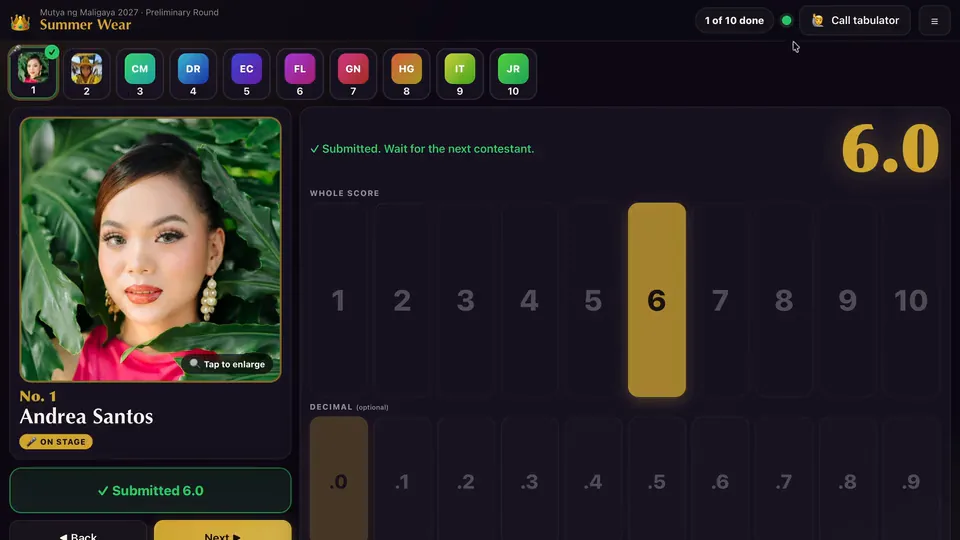 Mutya ng Maligaya 2027 · Preliminary Round
Summer Wear
1 of 10 done
Call tabulator
1
2
CM
3
DR
4
EC
5
FL
6
GN
7
HG
8
IT
9
JR
10
Tap to enlarge
No. 1
Andrea Santos
ON STAGE
✓ Submitted 6.0
◀ Back
Next ▶
✓ Submitted. Wait for the next contestant.
6.0
WHOLE SCORE
1 2 3 4 5 6 7 8 9 10
DECIMAL (optional)
.0 .1 .2 .3 .4 .5 .6 .7 .8 .9